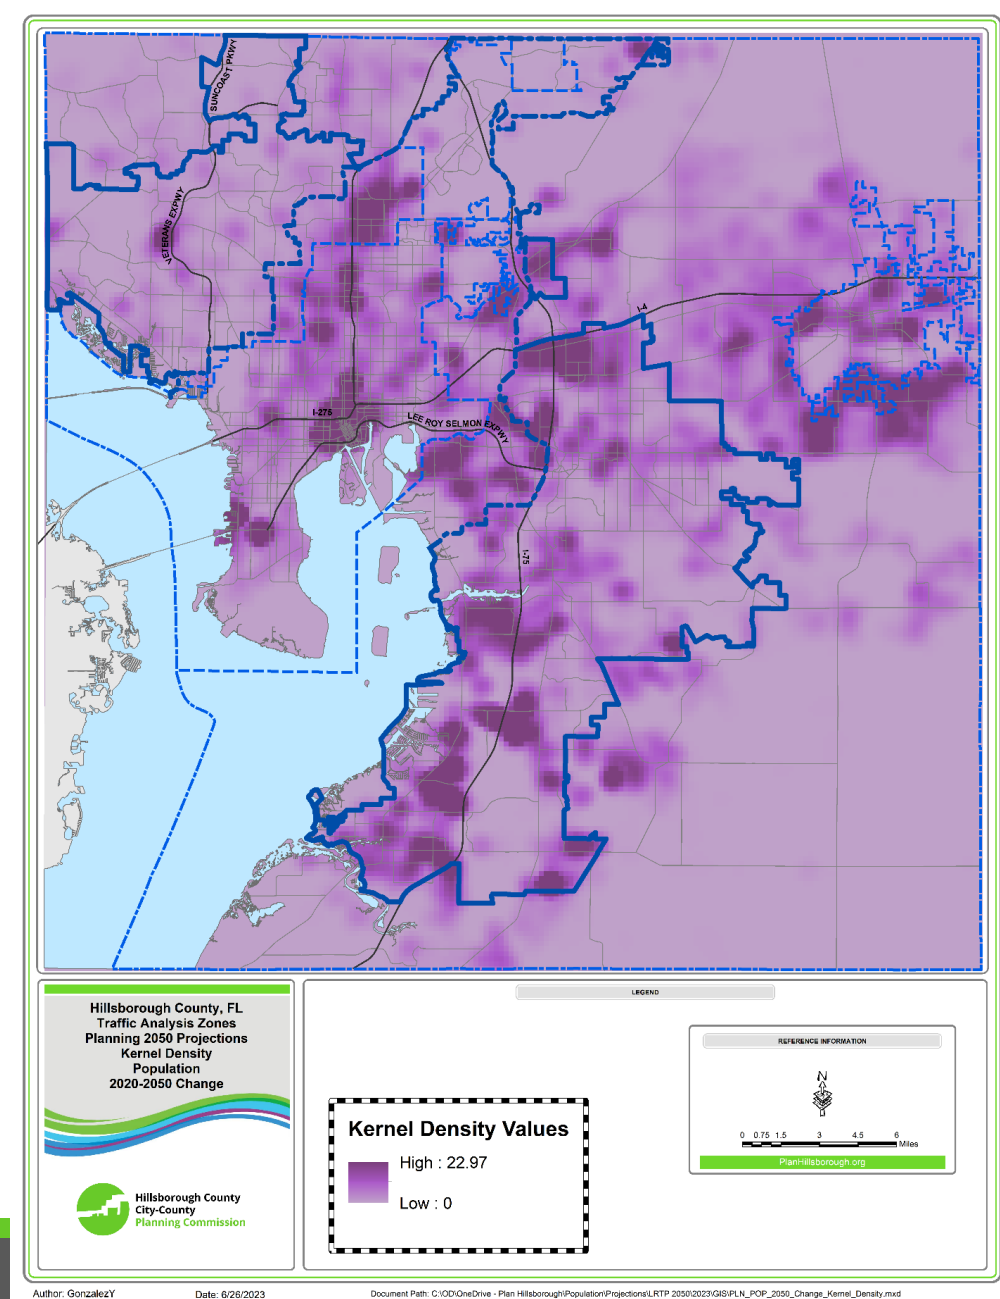 SUNCOAST PKWY
VETERANS EXPWY
I-4
I-275
LEE ROY SELMON EXPWY
I-75
Hillsborough County, FL
Traffic Analysis Zones
Planning 2050 Projections
Kernel Density
Population
2020-2050 Change
Hillsborough County
City-County
Planning Commission
LEGEND
Kernel Density Values
High : 22.97
Low : 0
REFERENCE INFORMATION
N
0 0.75 1.5 3 4.5 6
Miles
PlanHillsborough.org
Author: GonzalezY
Date: 6/26/2023
Document Path: C:\OD\OneDrive - Plan Hillsborough\Population\Projections\LRTP 2050\2023\GIS\PLN_POP_2050_Change_Kernel_Density.mxd